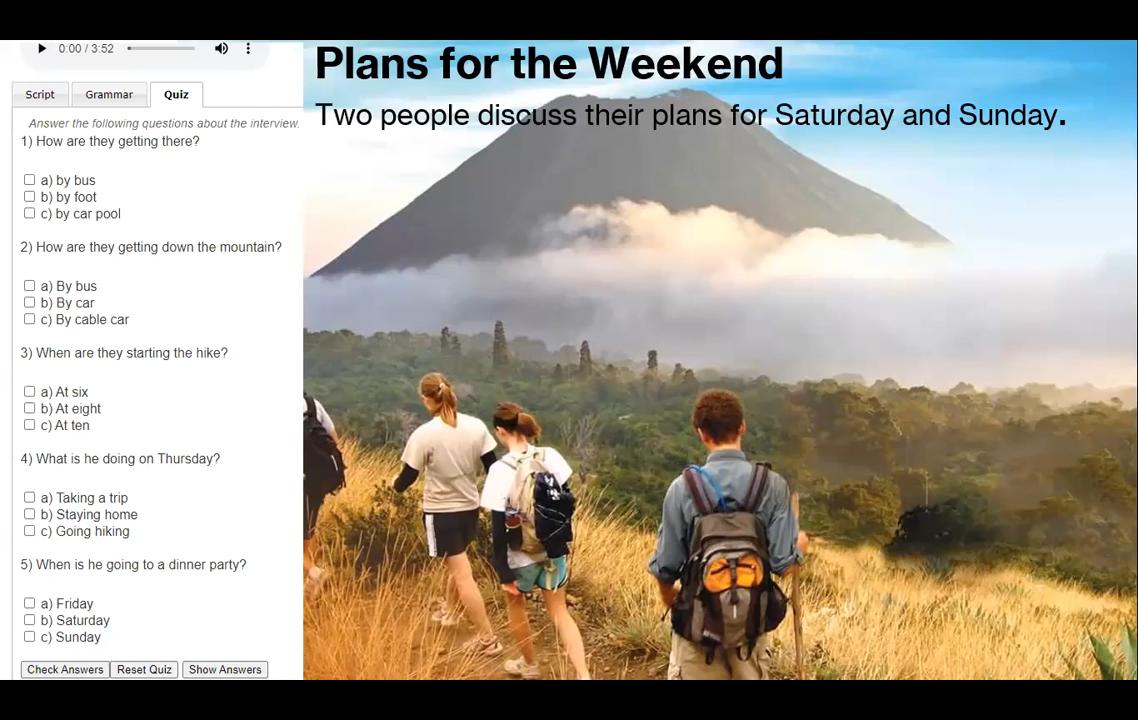 0:00 / 3:52
Script
Grammar
Quiz
Answer the following questions about the interview.
1) How are they getting there?
a) by bus
b) by foot
c) by car pool
2) How are they getting down the mountain?
a) By bus
b) By car
c) By cable car
3) When are they starting the hike?
a) At six
b) At eight
c) At ten
4) What is he doing on Thursday?
a) Taking a trip
b) Staying home
c) Going hiking
5) When is he going to a dinner party?
a) Friday
b) Saturday
c) Sunday
Check Answers
Reset Quiz
Show Answers
Plans for the Weekend
Two people discuss their plans for Saturday and Sunday.